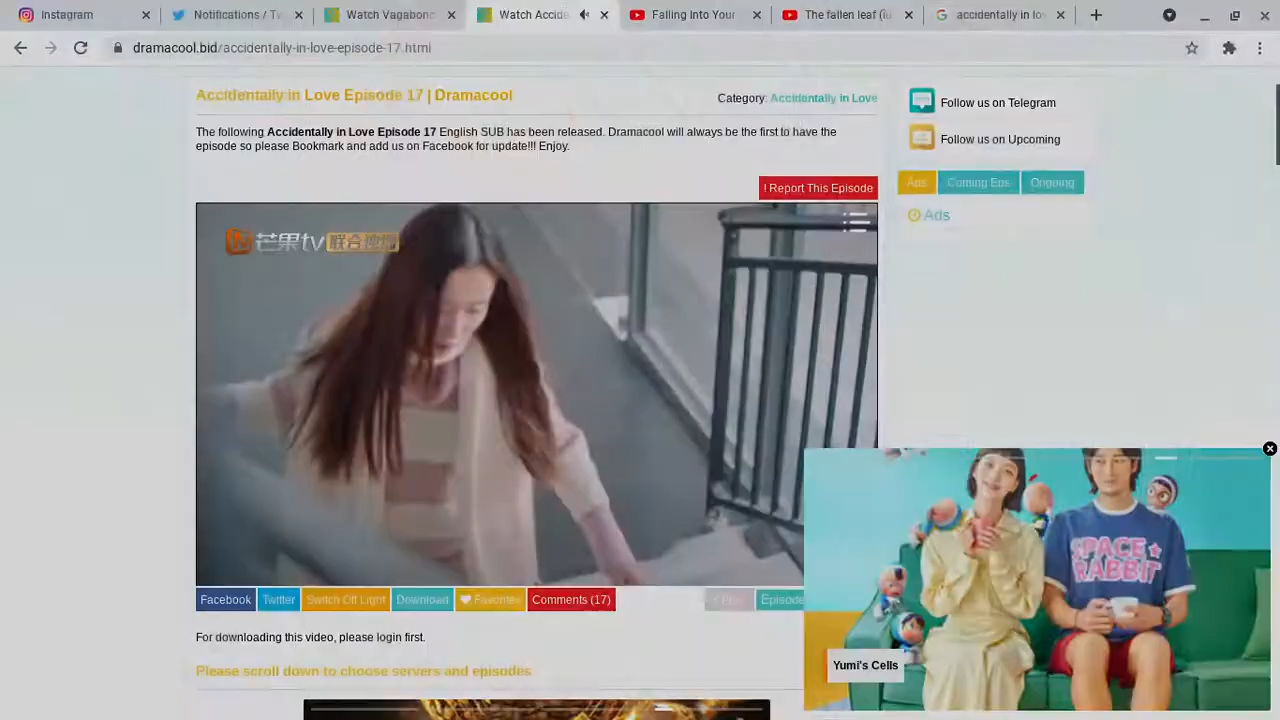 Instagram
Notifications / Tw
Watch Vagabond
Watch Accide
Falling Into Your
The fallen leaf (lu
accidentally in lo
dramacool.bid/accidentally-in-love-episode-17.html
Accidentally in Love Episode 17 | Dramacool
Category: Accidentally in Love
The following Accidentally in Love Episode 17 English SUB has been released. Dramacool will always be the first to have the
episode so please Bookmark and add us on Facebook for update!!! Enjoy.
! Report This Episode
Follow us on Telegram
Follow us on Upcoming
Ads
Coming Eps
Ongoing
Ads
芒果tv
SPACE
RABBIT
Yumi's Cells
Facebook
Twitter
Switch Off Light
Download
Favorites
Comments (17)
Episode
For downloading this video, please login first.
Please scroll down to choose servers and episodes